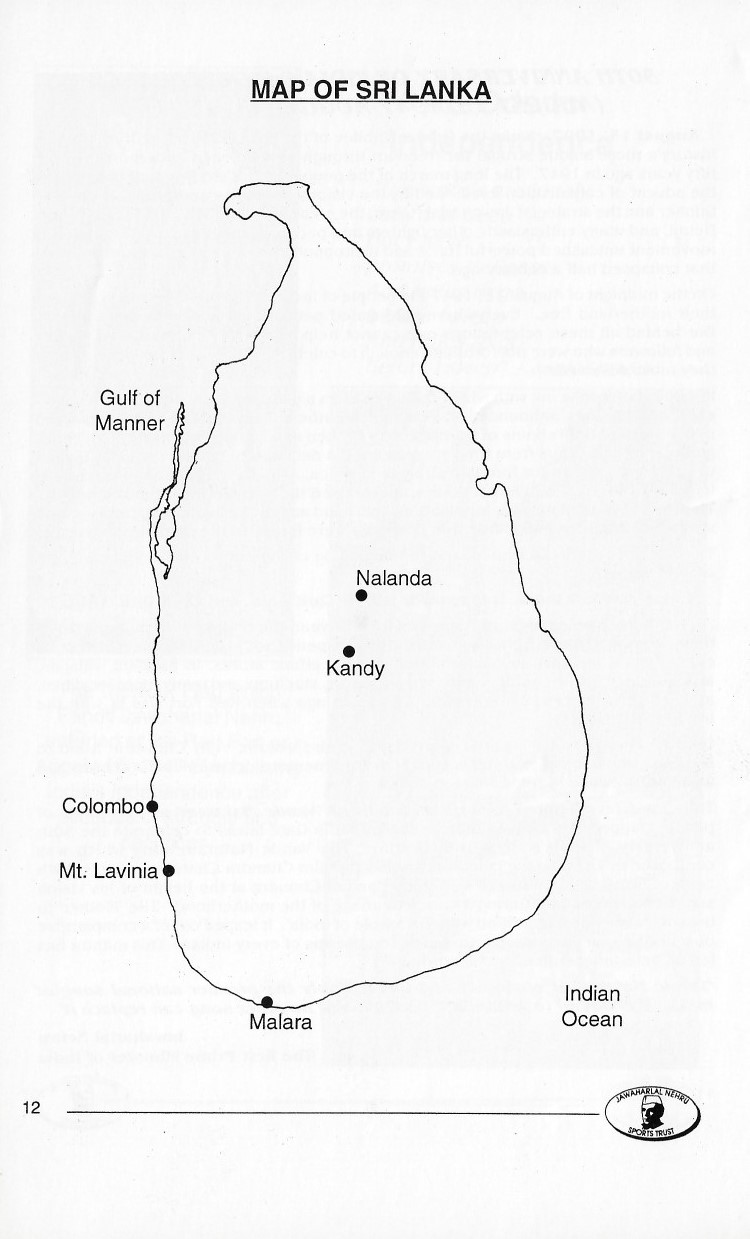 MAP OF SRI LANKA
Gulf of
Manner
Nalanda
Kandy
Colombo
Mt. Lavinia
Malara
Indian
Ocean
12
JAWAHARLAL NEHRU
SPORTS TRUST